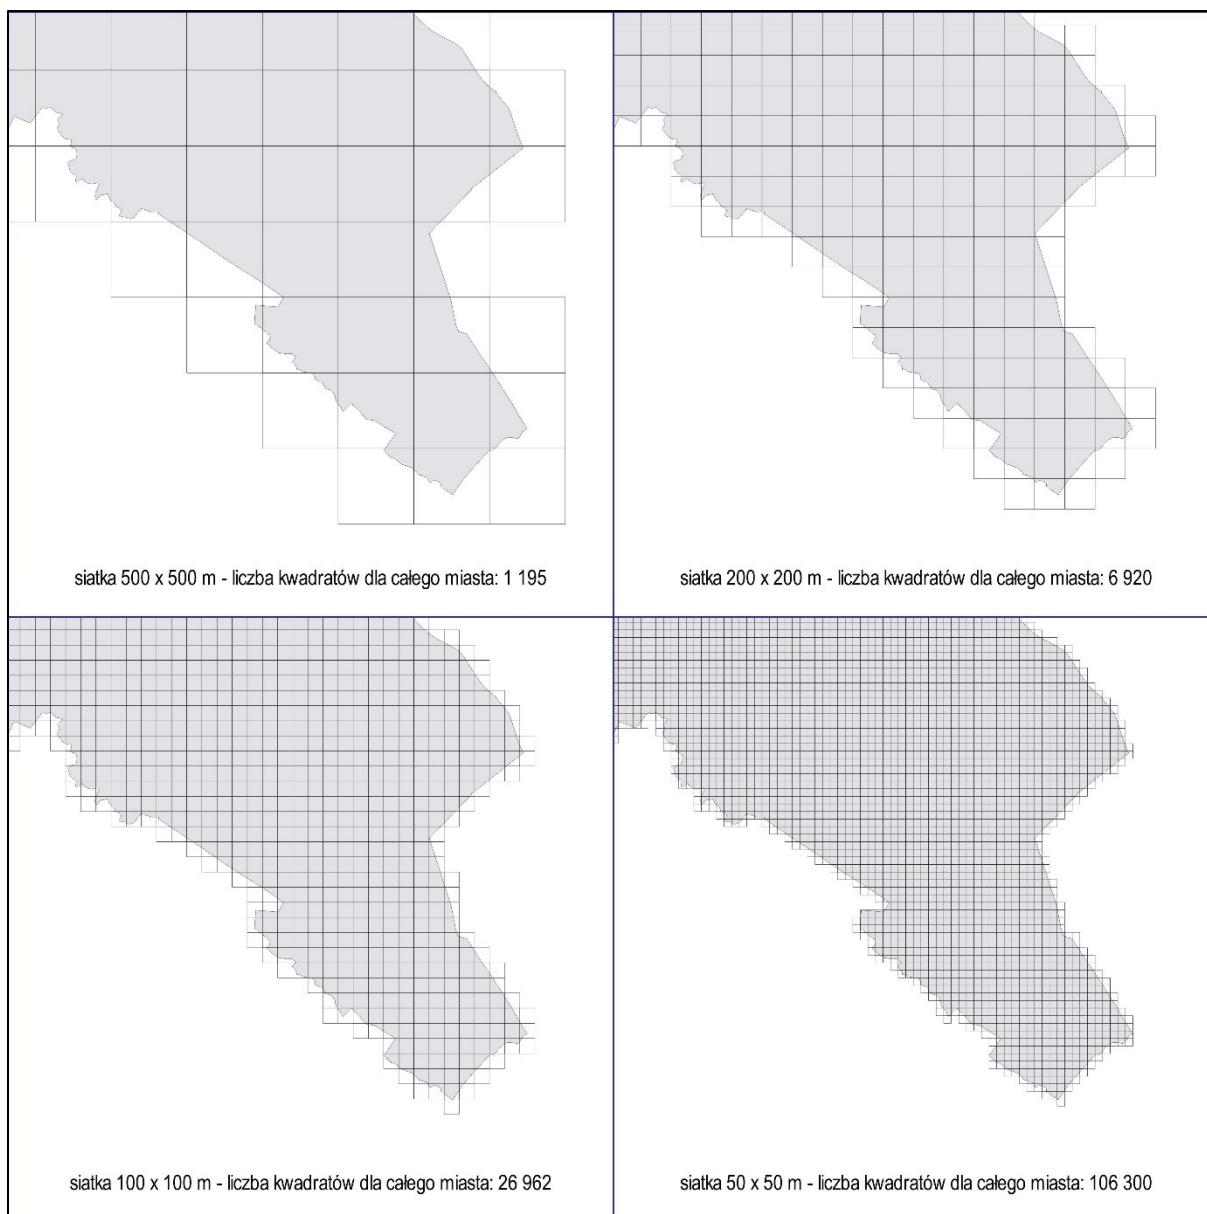 siatka 500 x 500 m - liczba kwadratów dla całego miasta: 1 195
siatka 200 x 200 m - liczba kwadratów dla całego miasta: 6 920
siatka 100 x 100 m - liczba kwadratów dla całego miasta: 26 962
siatka 50 x 50 m - liczba kwadratów dla całego miasta: 106 300